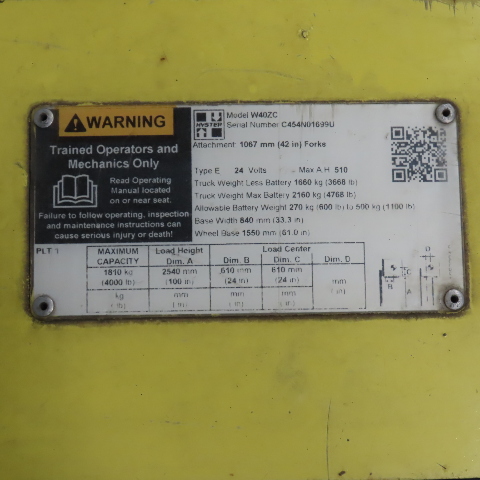 WARNING
Trained Operators and
Mechanics Only
Read Operating
Manual located
on or near seat.
Failure to follow operating, inspection
and maintenance instructions can
cause serious injury or death!
HYSTER
Model W40ZC
Serial Number C454N01699U
Attachment: 1067 mm (42 in) Forks
Type E 24 Volts Max A.H. 510
Truck Weight Less Battery 1660 kg (3668 lb)
Truck Weight Max Battery 2160 kg (4768 lb)
Allowable Battery Weight 270 kg (600 lb) to 500 kg (1100 lb)
Base Width 840 mm (33.3 in)
Wheel Base 1550 mm (61.0 in)
PLT 1
MAXIMUM CAPACITY Load Height Dim. A Load Center Dim. B Dim. C Dim. D
1810 kg 2540 mm 610 mm 610 mm
(4000 lb) (100 in) (24 in) (24 in) mm (in)
kg mm mm mm mm
(lb) (in) (in) (in) (in)
D
C
B
A